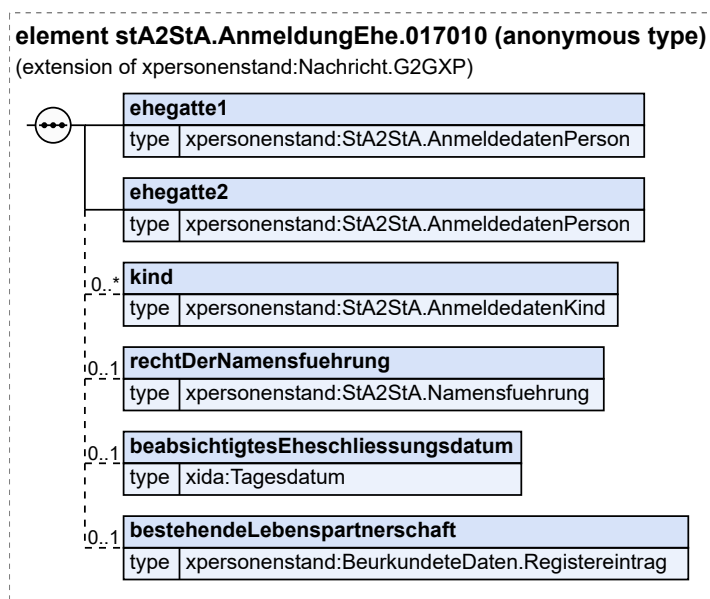 element stA2StA.AnmeldungEhe.017010 (anonymous type)
(extension of xpersonenstand:Nachricht.G2GXP)
ehegatte1
type xpersonenstand:StA2StA.AnmeldedatenPerson
ehegatte2
type xpersonenstand:StA2StA.AnmeldedatenPerson
0..* kind
type xpersonenstand:StA2StA.AnmeldedatenKind
0..1 rechtDerNamensfuehrung
type xpersonenstand:StA2StA.Namensfuehrung
0..1 beabsichtigtesEheschliessungsdatum
type xida:Tagesdatum
0..1 bestehendeLebenspartnerschaft
type xpersonenstand:BeurkundeteDaten.Registereintrag